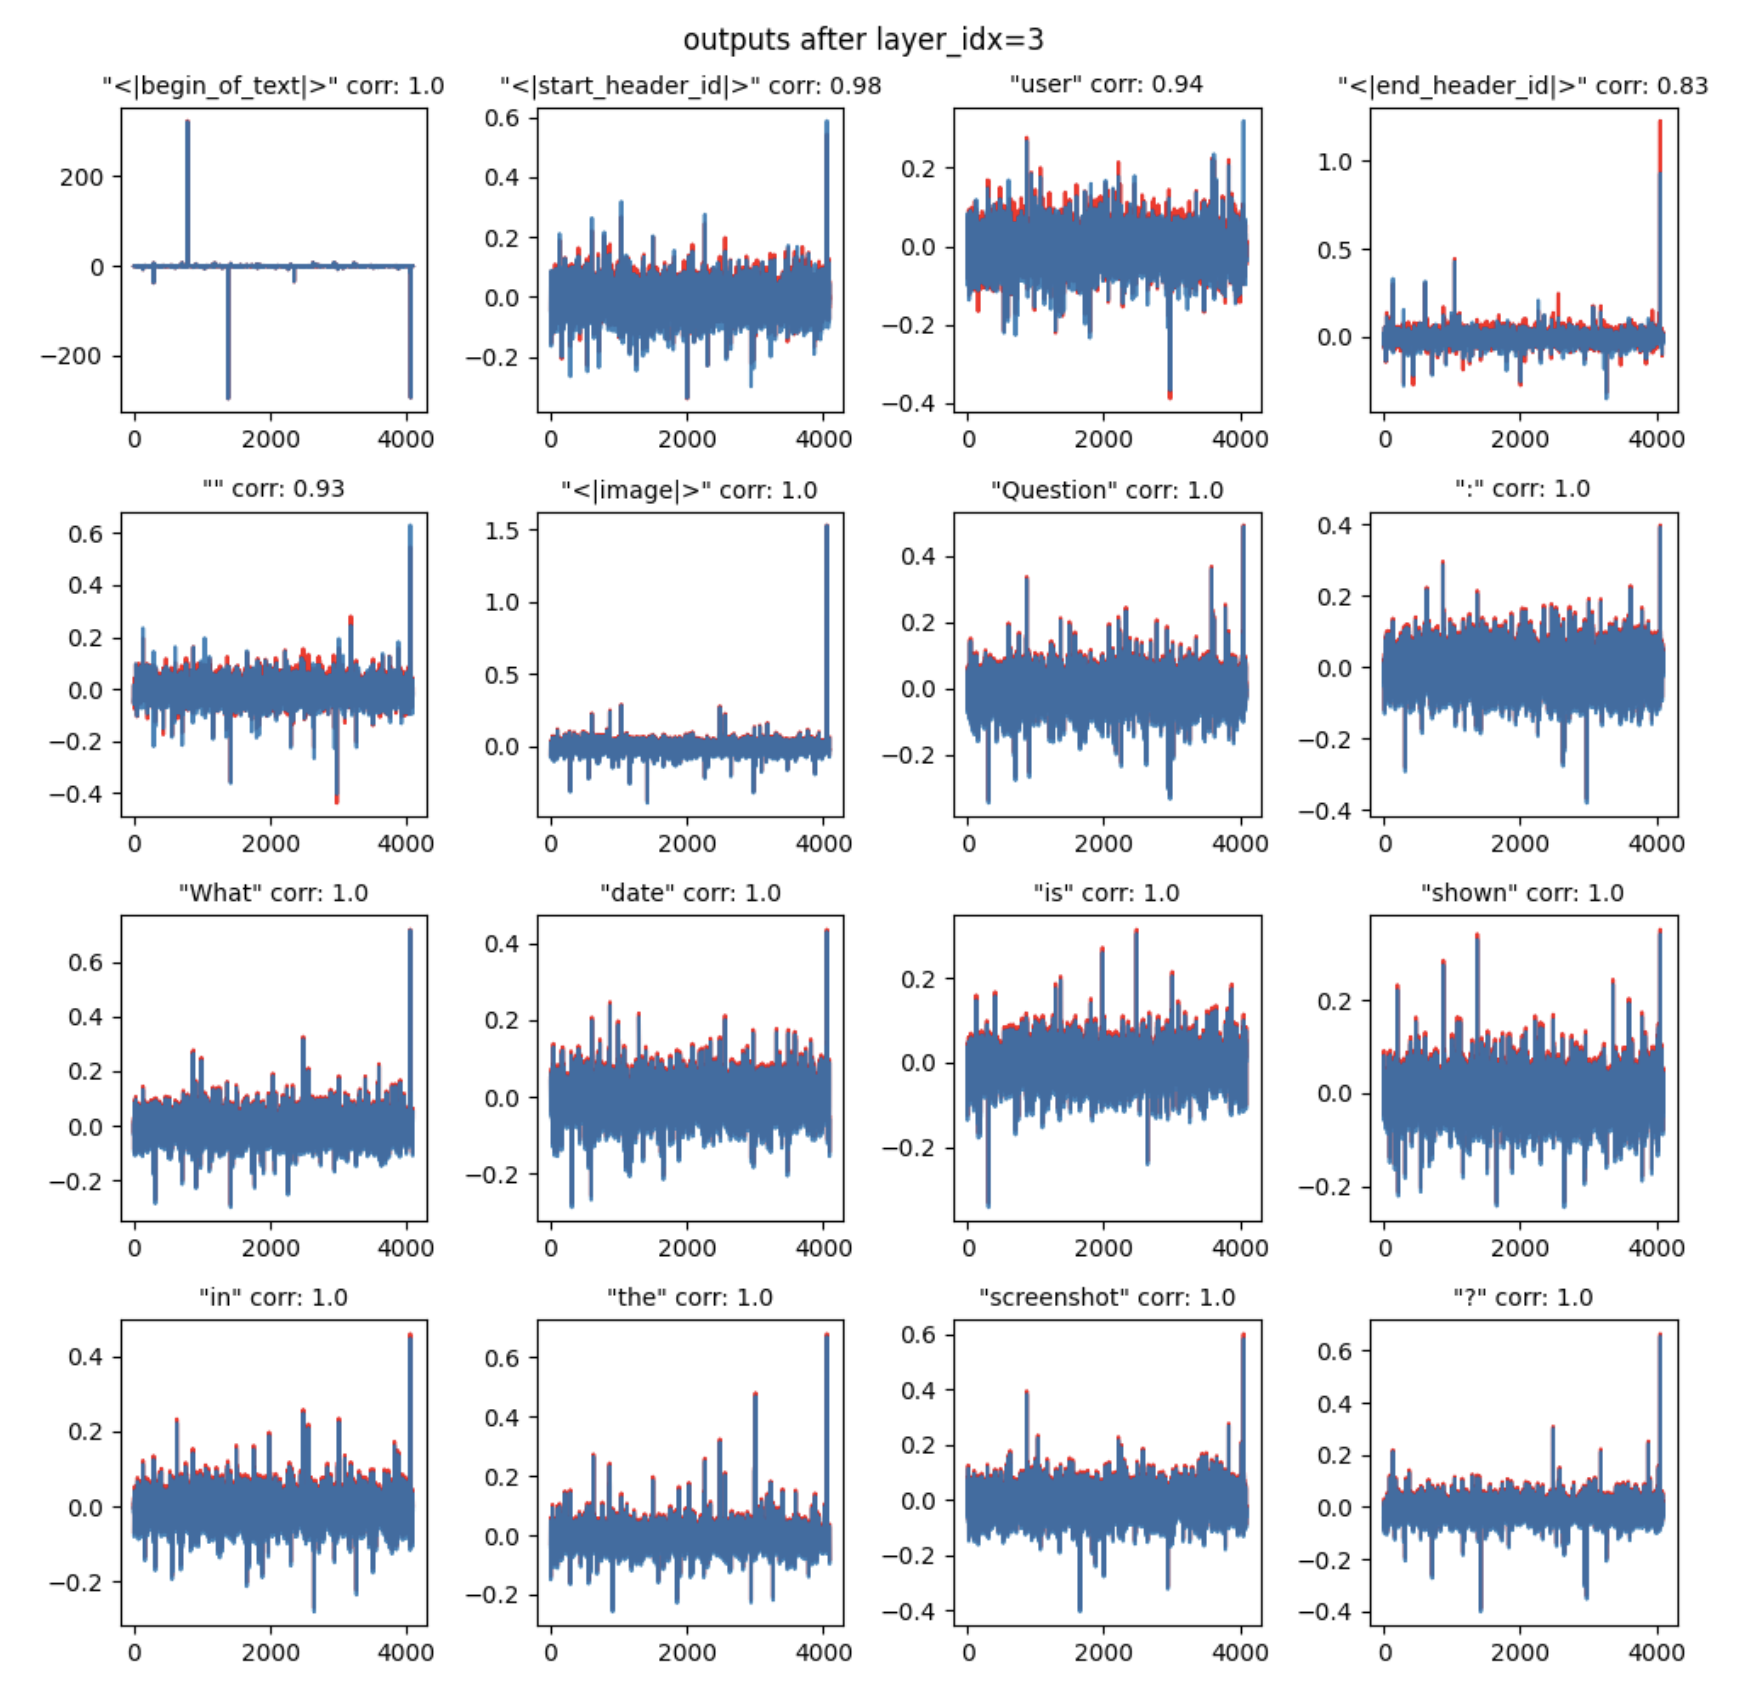 outputs after layer_idx=3
"<|begin_of_text|>" corr: 1.0
"<|start_header_id|>" corr: 0.98
"user" corr: 0.94
"<|end_header_id|>" corr: 0.83
200
0
−200
0 2000 4000
0.6
0.4
0.2
0.0
−0.2
0 2000 4000
0.2
0.0
−0.2
−0.4
0 2000 4000
1.0
0.5
0.0
0 2000 4000
"" corr: 0.93
"<|image|>" corr: 1.0
"Question" corr: 1.0
":" corr: 1.0
0.6
0.4
0.2
0.0
−0.2
−0.4
0 2000 4000
1.5
1.0
0.5
0.0
0 2000 4000
0.4
0.2
0.0
−0.2
0 2000 4000
0.4
0.2
0.0
−0.2
−0.4
0 2000 4000
"What" corr: 1.0
"date" corr: 1.0
"is" corr: 1.0
"shown" corr: 1.0
0.6
0.4
0.2
0.0
−0.2
0 2000 4000
0.4
0.2
0.0
−0.2
0 2000 4000
0.2
0.0
−0.2
0 2000 4000
0.2
0.0
−0.2
0 2000 4000
"in" corr: 1.0
"the" corr: 1.0
"screenshot" corr: 1.0
"?" corr: 1.0
0.4
0.2
0.0
−0.2
0 2000 4000
0.6
0.4
0.2
0.0
−0.2
0 2000 4000
0.6
0.4
0.2
0.0
−0.2
−0.4
0 2000 4000
0.6
0.4
0.2
0.0
−0.2
−0.4
0 2000 4000